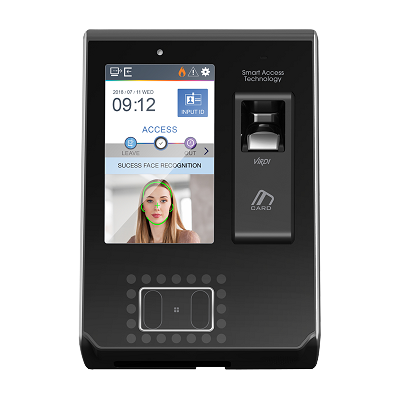 Smart Access
Technology
2018 / 07 / 11 WED
09:12
INPUT ID
ACCESS
LEAVE
OUT
SUCESS FACE RECOGNITION
VIRDI
CARD